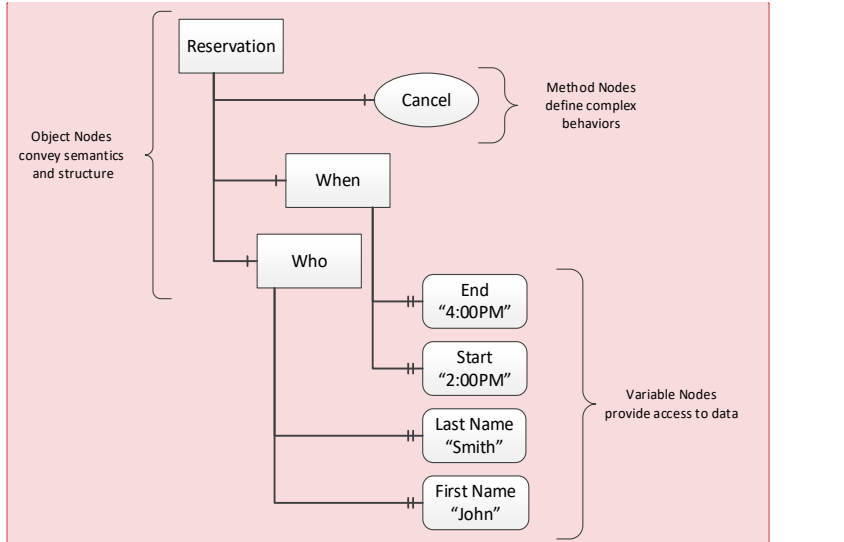 Reservation
Cancel
Method Nodes
define complex
behaviors
Object Nodes
convey semantics
and structure
When
Who
End
“4:00PM”
Start
“2:00PM”
Variable Nodes
provide access to data
Last Name
“Smith”
First Name
“John”